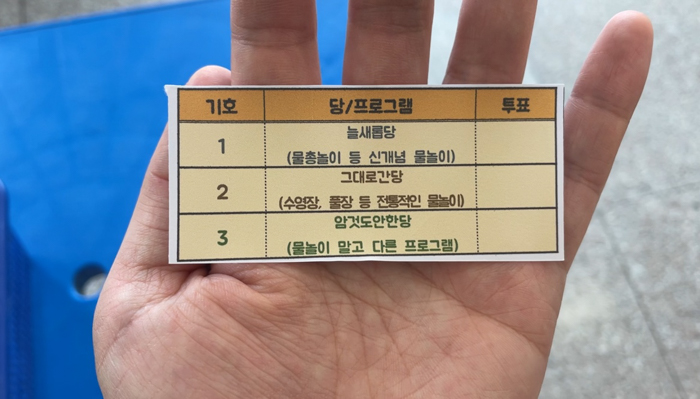 기호 당/프로그램 투표
1 늘새롬당
(물총놀이 등 신개념 물놀이)
2 그대로간당
(수영장, 풀장 등 전통적인 물놀이)
3 암것도안한당
(물놀이 말고 다른 프로그램)